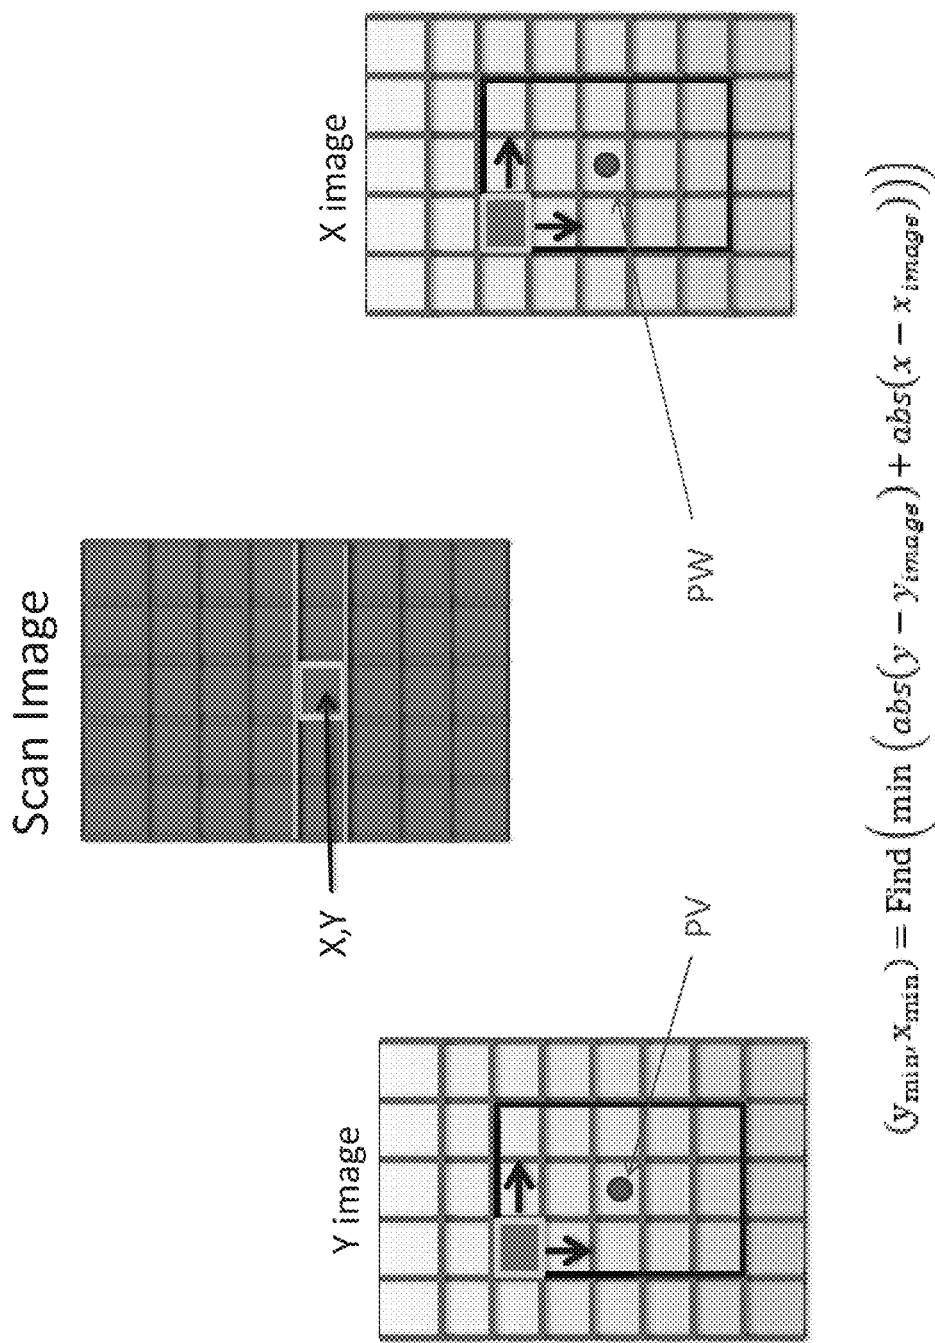 Scan Image
Y image
X image
X,Y
PV
PW
(y_min, x_min) = Find(min(abs(y − y_image) + abs(x − x_image)))